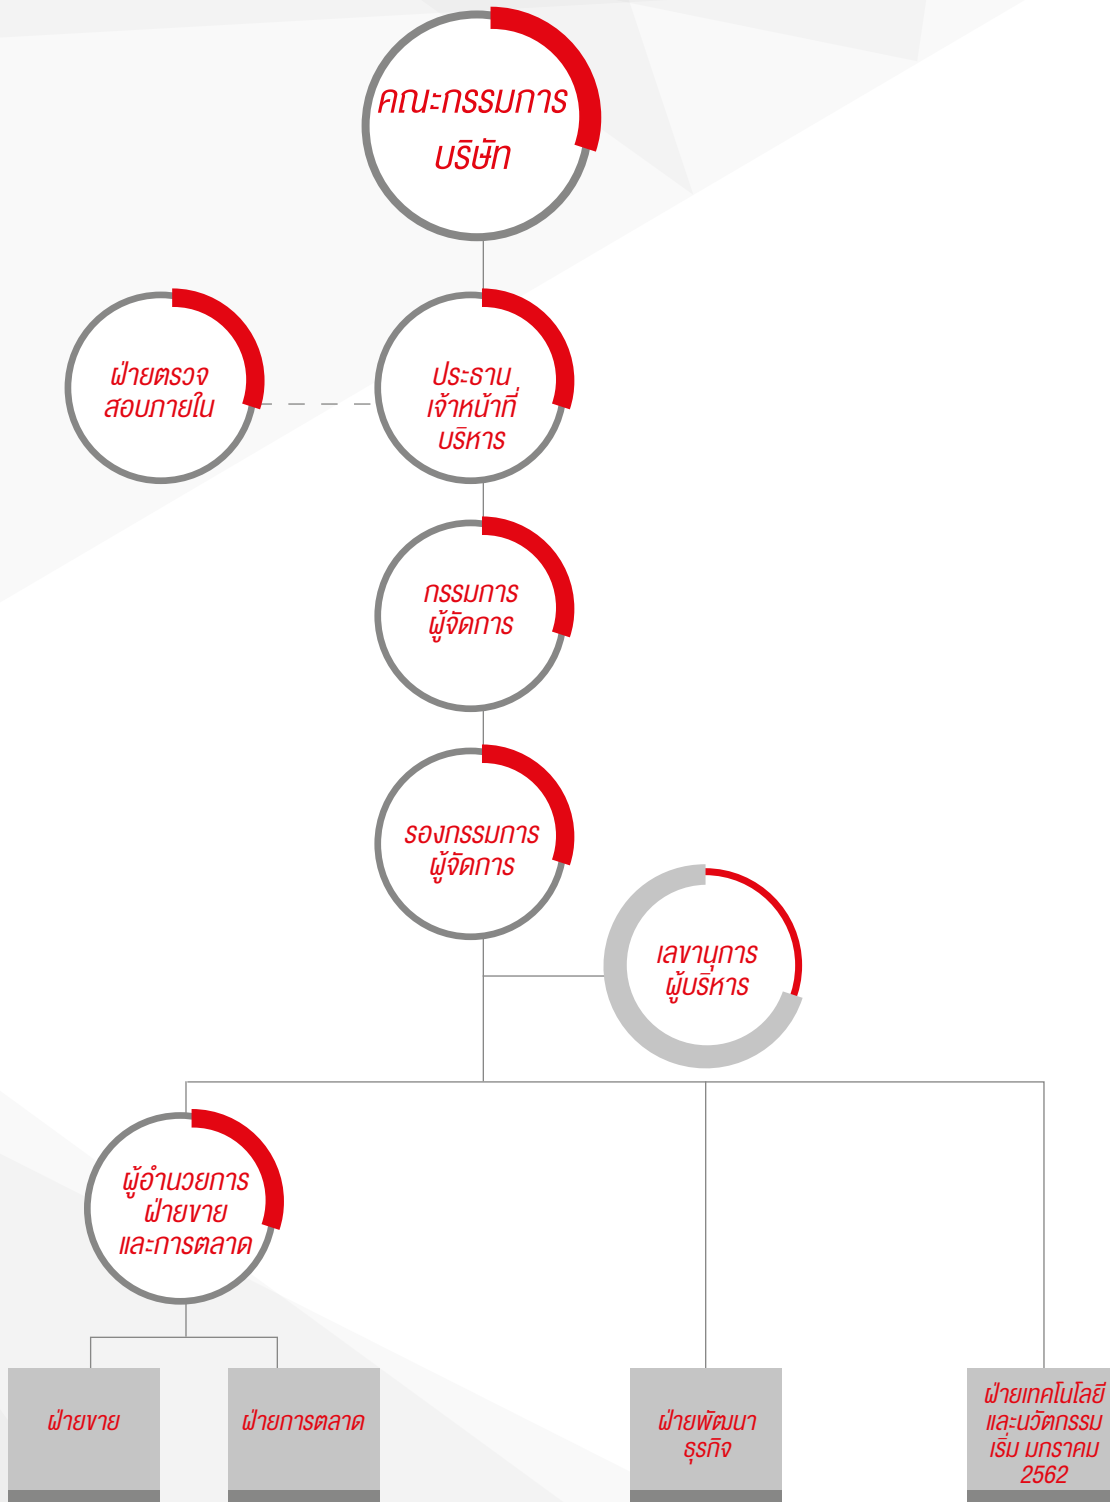 คณะกรรมการ
บริษัท
ฝ่ายตรวจ
สอบภายใน
ประธาน
เจ้าหน้าที่
บริหาร
กรรมการ
ผู้จัดการ
รองกรรมการ
ผู้จัดการ
เลขานุการ
ผู้บริหาร
ผู้อำนวยการ
ฝ่ายขาย
และการตลาด
ฝ่ายขาย
ฝ่ายการตลาด
ฝ่ายพัฒนา
ธุรกิจ
ฝ่ายเทคโนโลยี
และนวัตกรรม
เริ่ม มกราคม
2562